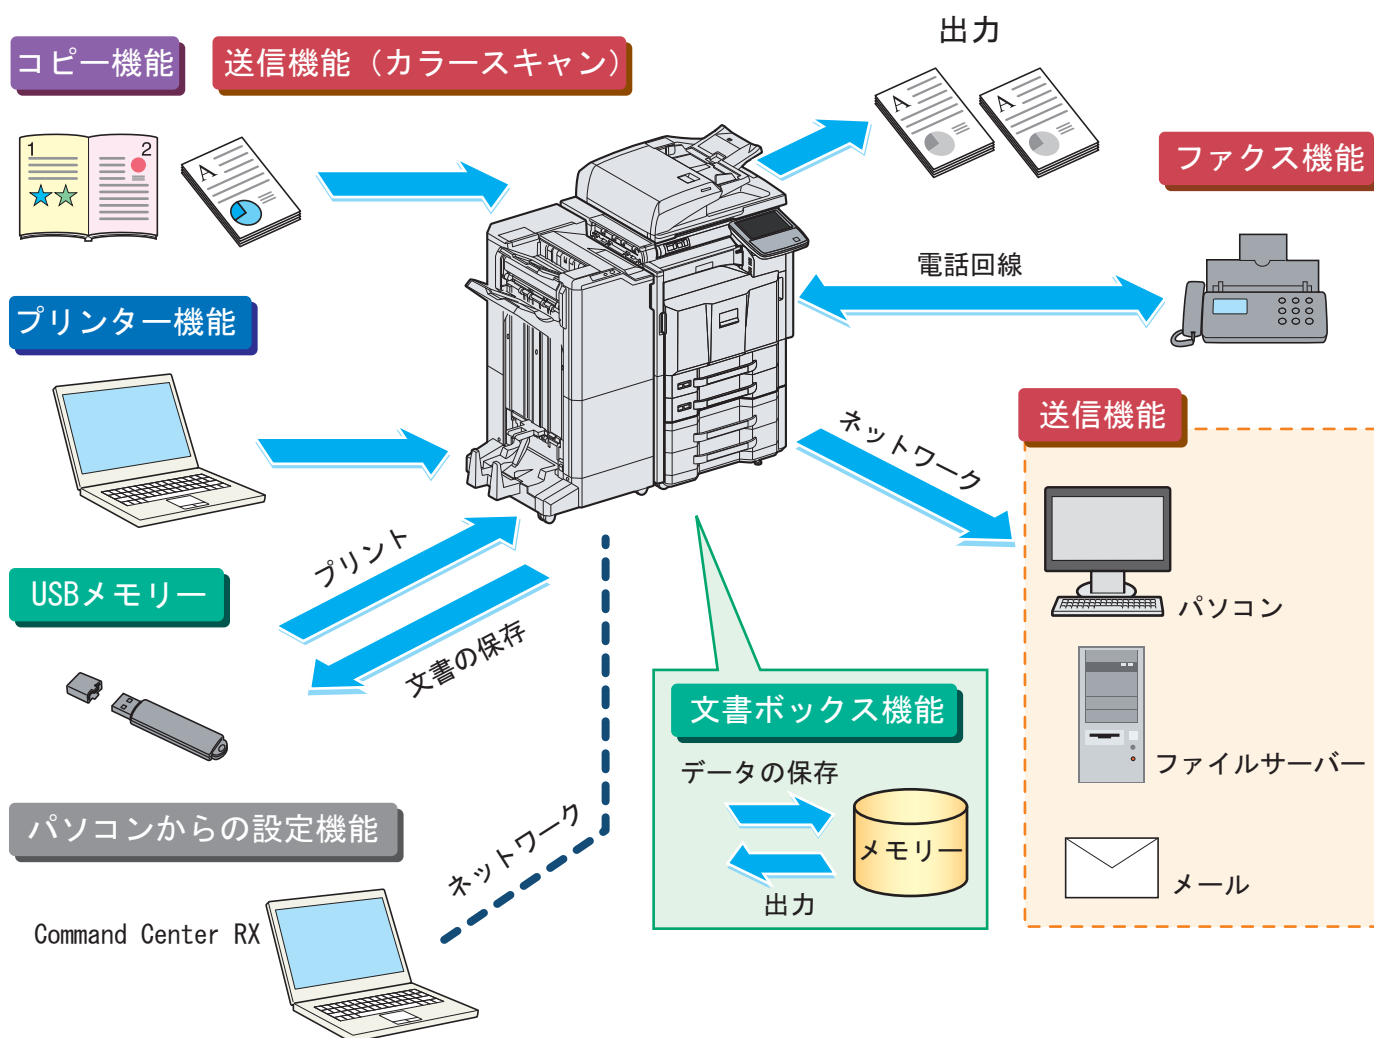 出力
コピー機能
送信機能（カラースキャン）
1
2
A
A
A
ファクス機能
電話回線
プリンター機能
ネットワーク
送信機能
プリント
USBメモリー
文書の保存
パソコン
文書ボックス機能
データの保存
ファイルサーバー
パソコンからの設定機能
ネットワーク
メモリー
メール
出力
Command Center RX